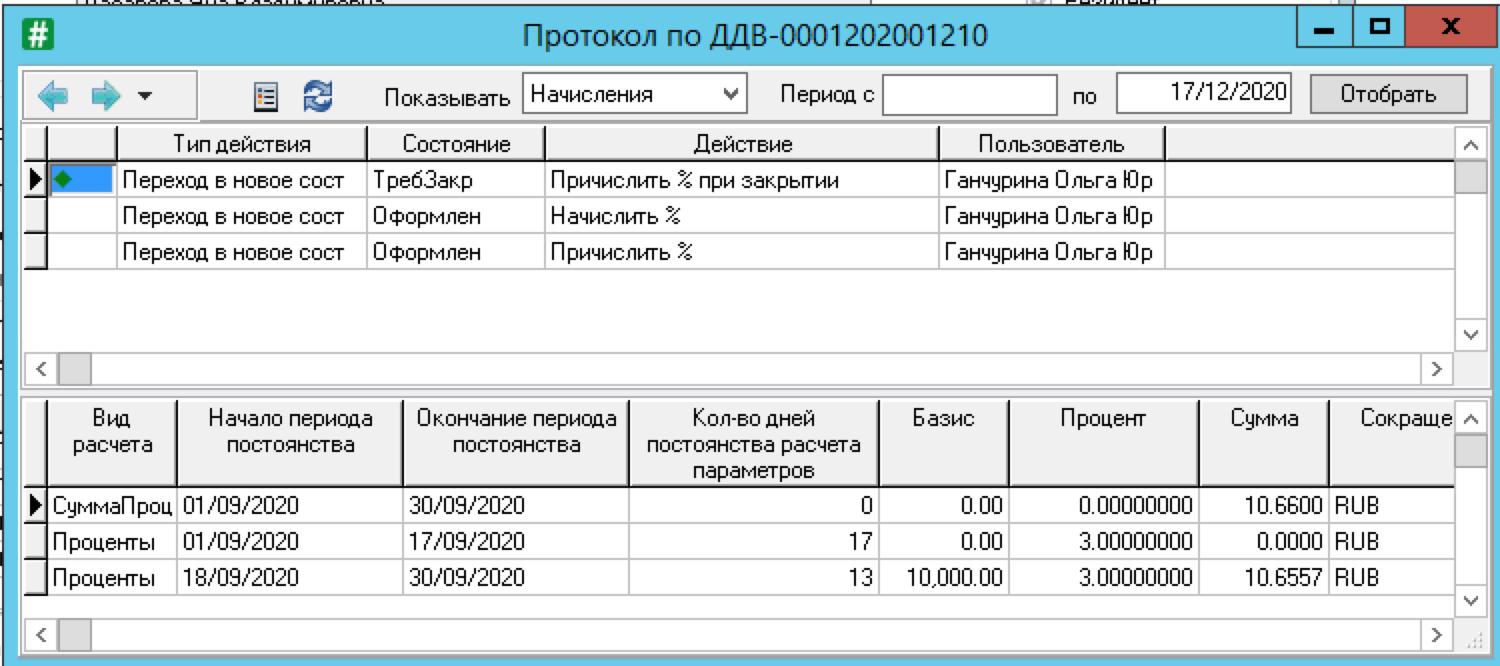 Протокол по ДДВ-0001202001210
Показывать Начисления Период с по 17/12/2020 Отобрать
Тип действия Состояние Действие Пользователь
Переход в новое сост ТребЗакр Причислить % при закрытии Ганчурина Ольга Юр
Переход в новое сост Оформлен Начислить % Ганчурина Ольга Юр
Переход в новое сост Оформлен Причислить % Ганчурина Ольга Юр
Вид Начало периода Окончание периода Кол-во дней Базис Процент Сумма Сокраще
расчета постоянства постоянства постоянства расчета
параметров
СуммаПроц 01/09/2020 30/09/2020 0 0.00 0.00000000 10.6600 RUB
Проценты 01/09/2020 17/09/2020 17 0.00 3.00000000 0.0000 RUB
Проценты 18/09/2020 30/09/2020 13 10,000.00 3.00000000 10.6557 RUB